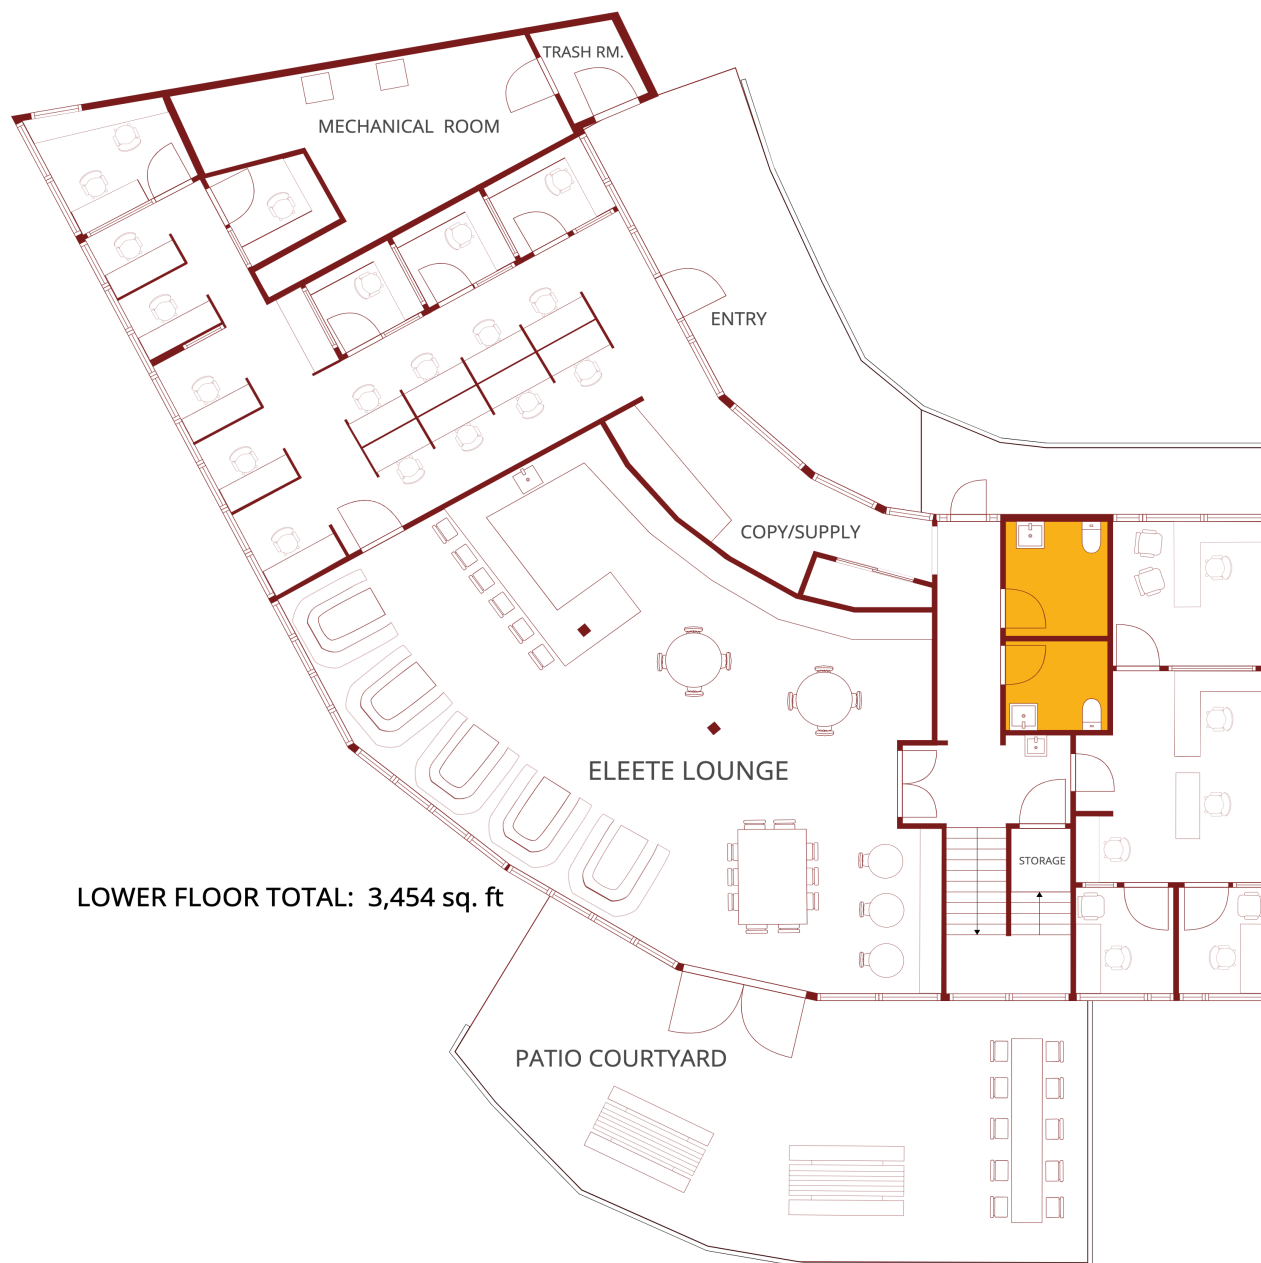 TRASH RM.
MECHANICAL ROOM
ENTRY
COPY/SUPPLY
ELEETE LOUNGE
STORAGE
LOWER FLOOR TOTAL: 3,454 sq. ft
PATIO COURTYARD